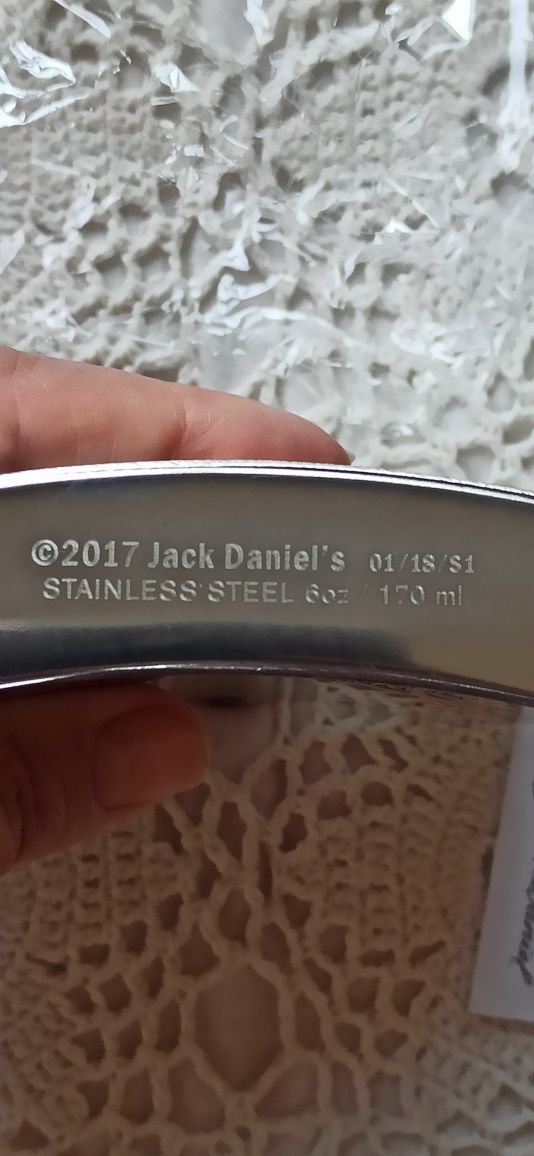 ©2017 Jack Daniel's 01/18/S1
STAINLESS STEEL 6oz / 170 ml